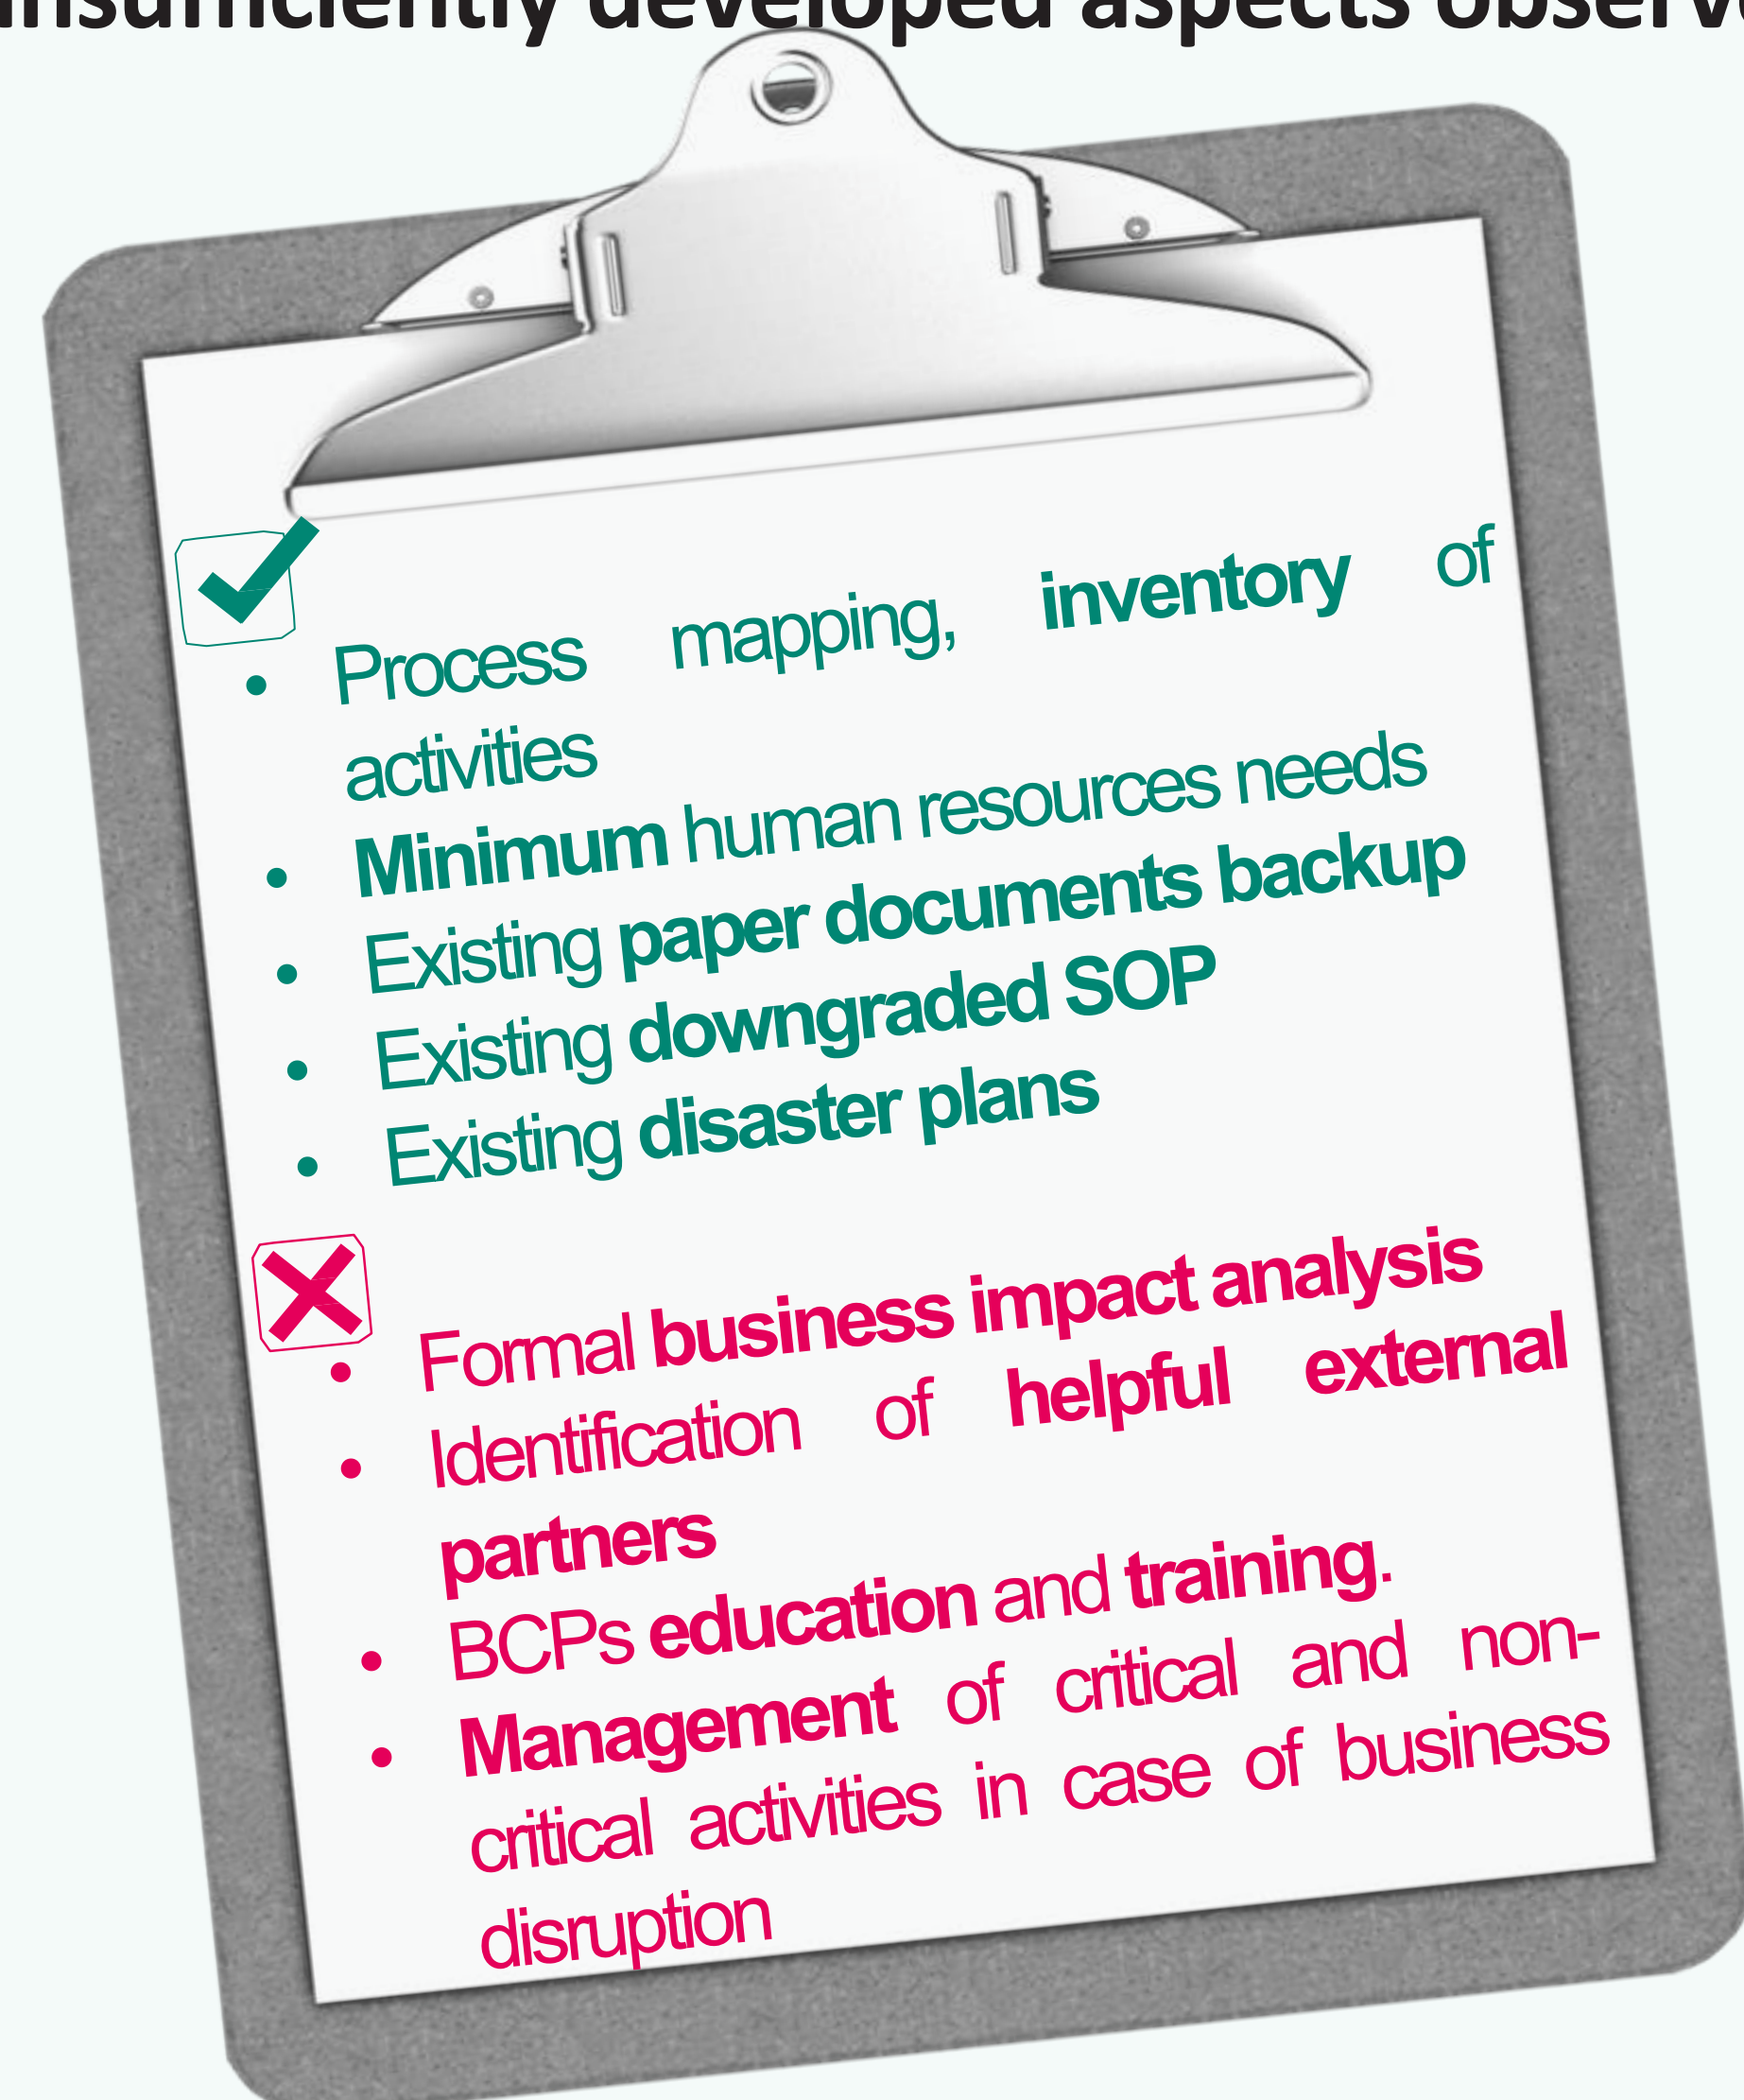 insufficiently developed aspects observe
• Process mapping, inventory of
activities
• Minimum human resources needs
• Existing paper documents backup
• Existing downgraded SOP
• Existing disaster plans
• Formal business impact analysis
• Identification of helpful external
partners
• BCPs education and training.
• Management of critical and non-
critical activities in case of business
disruption